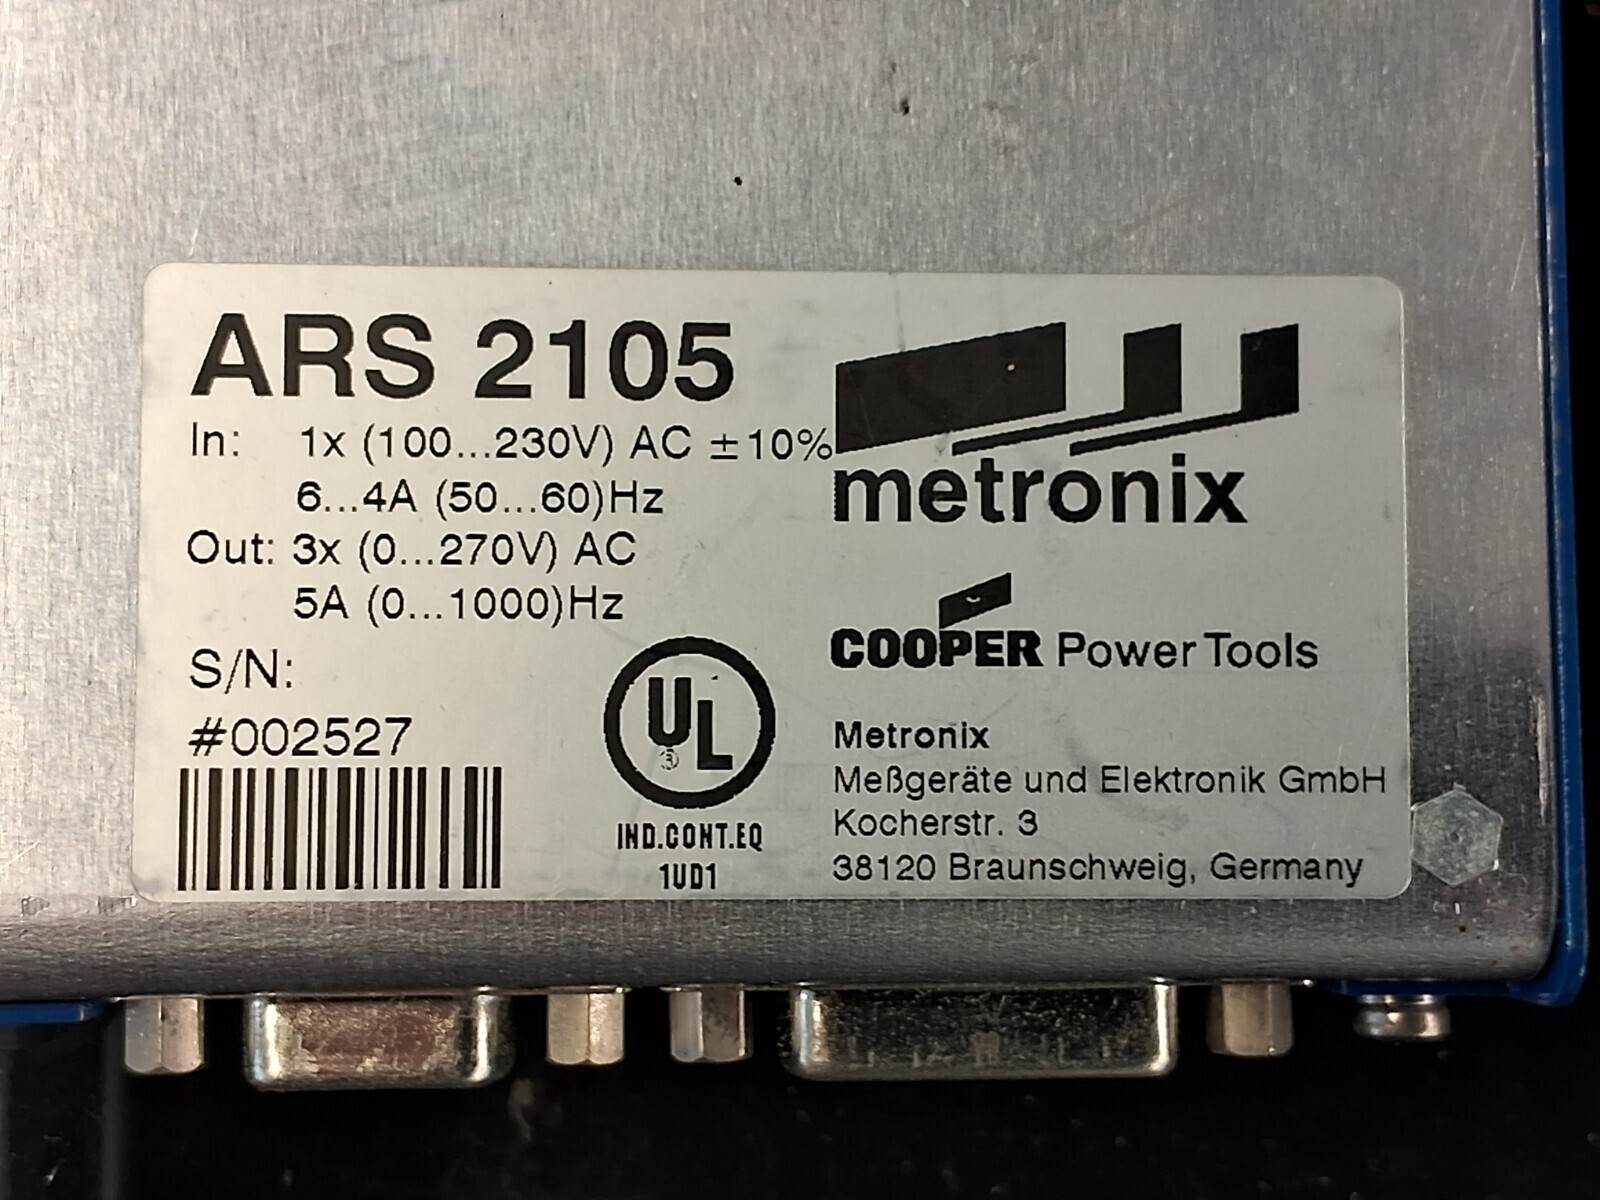 ARS 2105
In: 1x (100...230V) AC ±10%
6...4A (50...60)Hz
Out: 3x (0...270V) AC
5A (0...1000)Hz
S/N:
#002527
UL
®
IND.CONT.EQ
1UD1
metronix
COOPER Power Tools
Metronix
Meßgeräte und Elektronik GmbH
Kocherstr. 3
38120 Braunschweig, Germany